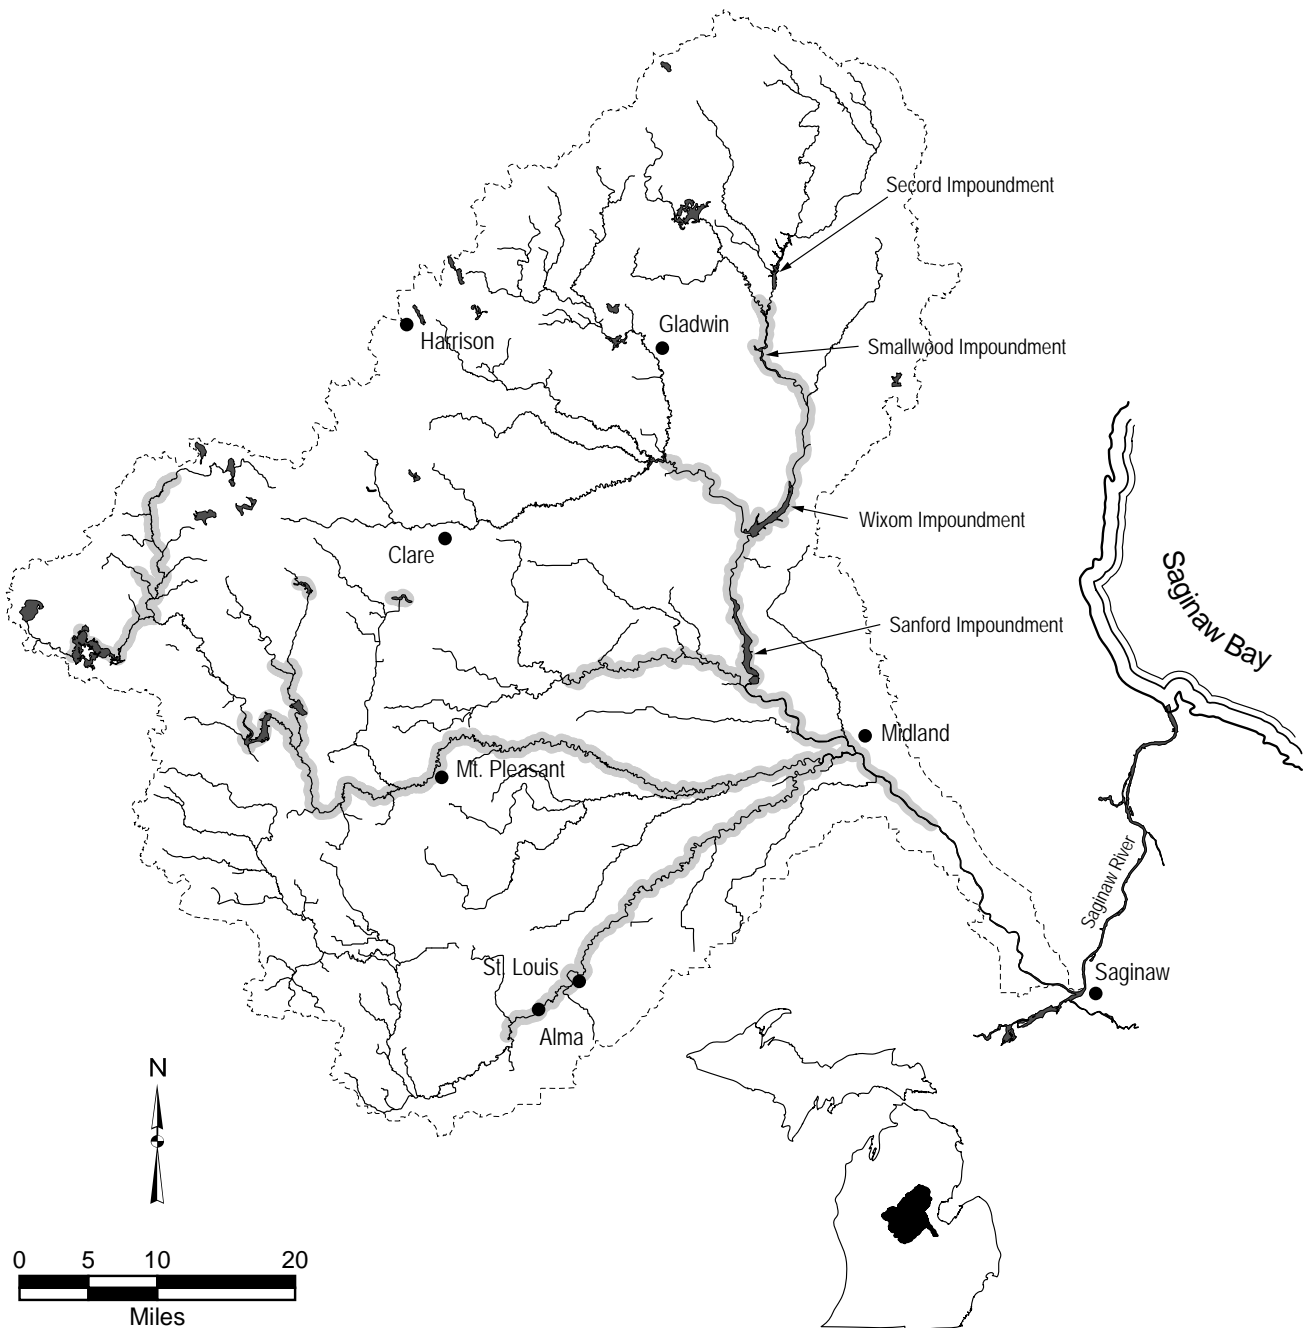 Secord Impoundment
Gladwin
Harrison
Smallwood Impoundment
Wixom Impoundment
Clare
Saginaw Bay
Sanford Impoundment
Midland
Mt. Pleasant
Saginaw River
St. Louis
Saginaw
Alma
N
0 5 10 20
Miles